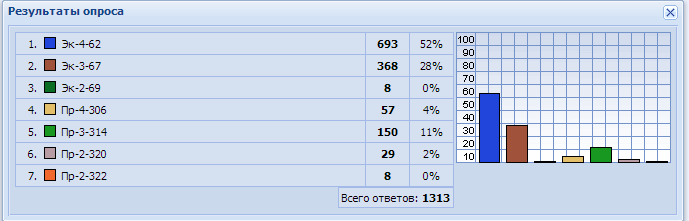 Результаты опроса
1. Эк-4-62 693 52%
2. Эк-3-67 368 28%
3. Эк-2-69 8 0%
4. Пр-4-306 57 4%
5. Пр-3-314 150 11%
6. Пр-2-320 29 2%
7. Пр-2-322 8 0%
Всего ответов: 1313
100
90
80
70
60
50
40
30
20
10